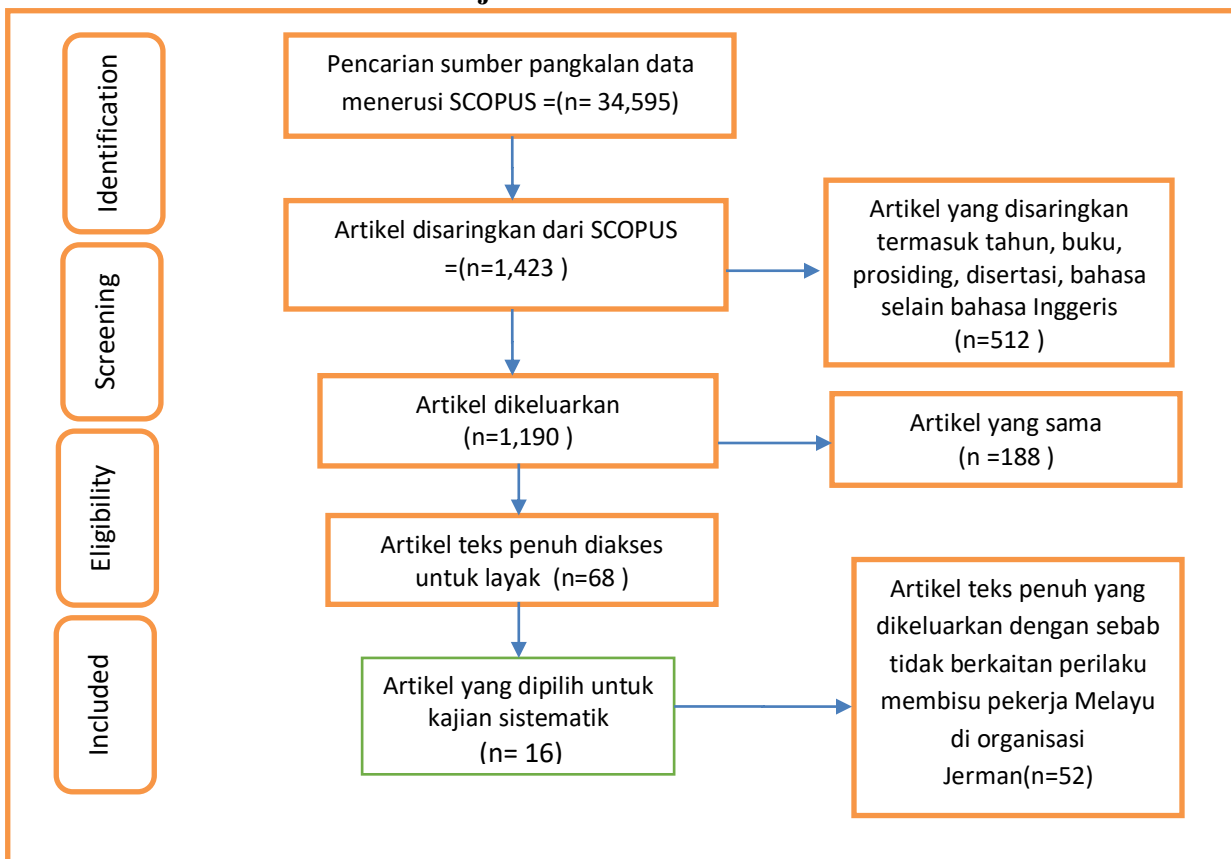 Identification
Pencarian sumber pangkalan data
menerusi SCOPUS =(n= 34,595)
Artikel disaringkan dari SCOPUS
=(n=1,423 )
Artikel yang disaringkan
termasuk tahun, buku,
prosiding, disertasi, bahasa
selain bahasa Inggeris
(n=512 )
Screening
Artikel dikeluarkan
(n=1,190 )
Artikel yang sama
(n =188 )
Eligibility
Artikel teks penuh diakses
untuk layak (n=68 )
Included
Artikel yang dipilih untuk
kajian sistematik
(n= 16)
Artikel teks penuh yang
dikeluarkan dengan sebab
tidak berkaitan perilaku
membisu pekerja Melayu
di organisasi
Jerman(n=52)